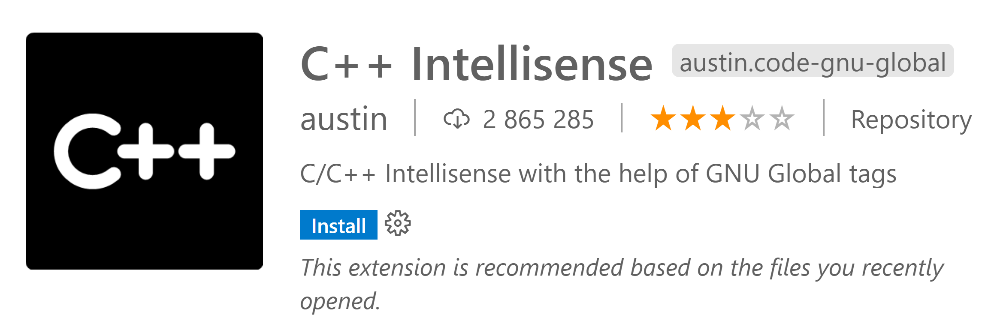 C++
C++ Intellisense austin.code-gnu-global
austin 2 865 285 Repository
C/C++ Intellisense with the help of GNU Global tags
Install
This extension is recommended based on the files you recently
opened.